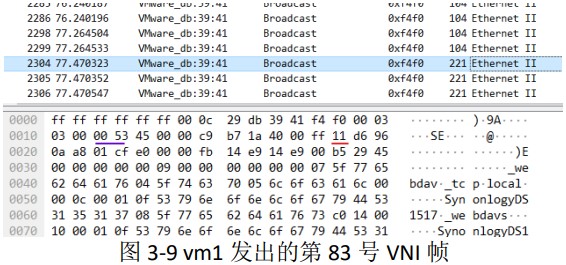 2285 76.240187 VMware_db:39:41 Broadcast 0xf4f0 104 Ethernet II
2286 76.240196 VMware_db:39:41 Broadcast 0xf4f0 104 Ethernet II
2298 76.264504 VMware_db:39:41 Broadcast 0xf4f0 104 Ethernet II
2299 76.264533 VMware_db:39:41 Broadcast 0xf4f0 104 Ethernet II
2304 77.470323 VMware_db:39:41 Broadcast 0xf4f0 221 Ethernet II
2305 77.470352 VMware_db:39:41 Broadcast 0xf4f0 221 Ethernet II
2306 77.470547 VMware_db:39:41 Broadcast 0xf4f0 221 Ethernet II
0000 ff ff ff ff ff ff 00 0c 29 db 39 41 f4 f0 00 03 ········ )·9A····
0010 03 00 00 53 45 00 00 c9 b7 1a 40 00 ff 11 d6 96 ···SE··· ··@·····
0020 0a a8 01 cf e0 00 00 fb 14 e9 14 e9 00 b5 29 45 ········ ······)E
0030 00 00 00 00 00 09 00 00 00 00 00 00 07 5f 77 65 ········ ·····_we
0040 62 64 61 76 04 5f 74 63 70 05 6c 6f 63 61 6c 00 bdav·_tc p·local·
0050 00 0c 00 01 0f 53 79 6e 6f 6c 6f 67 79 44 53 31 ·····Syn ologyDS1
0060 35 31 37 08 5f 77 65 62 64 61 76 73 c0 14 00 517·_web davs···
0070 10 00 01 0f 53 79 6e 6f 6c 6f 67 79 44 53 31 ····Syno logyDS1
图 3-9 vm1 发出的第 83 号 VNI 帧